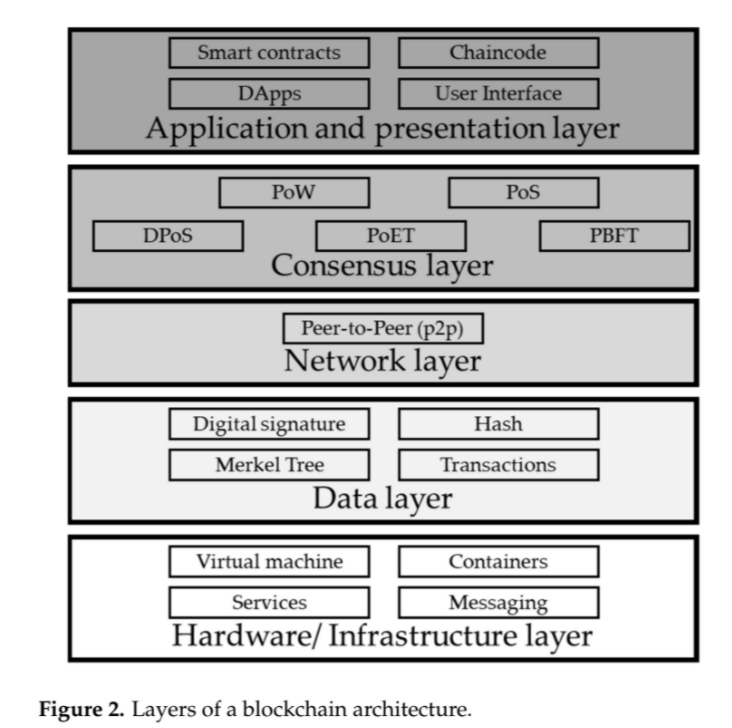 Smart contracts Chaincode
DApps User Interface
Application and presentation layer
PoW PoS
DPoS PoET PBFT
Consensus layer
Peer-to-Peer (p2p)
Network layer
Digital signature Hash
Merkel Tree Transactions
Data layer
Virtual machine Containers
Services Messaging
Hardware/ Infrastructure layer
Figure 2. Layers of a blockchain architecture.